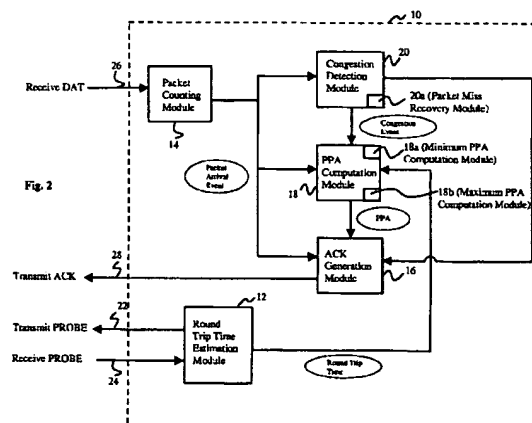 10
20
26
Receive DAT
Packet
Counting
Module
14
Congestion
Detection
Module
20a (Packet Miss
Recovery Module)
Congestion
Event
18a (Minimum PPA
Computation Module)
Packet
Arrival
Event
Fig. 2
PPA
Computation
Module
18
18b (Maximum PPA
Computation Module)
PPA
28
Transmit ACK
ACK
Generation
Module
16
12
22
Transmit PROBE
Round
Trip Time
Estimation
Module
Receive PROBE
24
Round Trip
Time